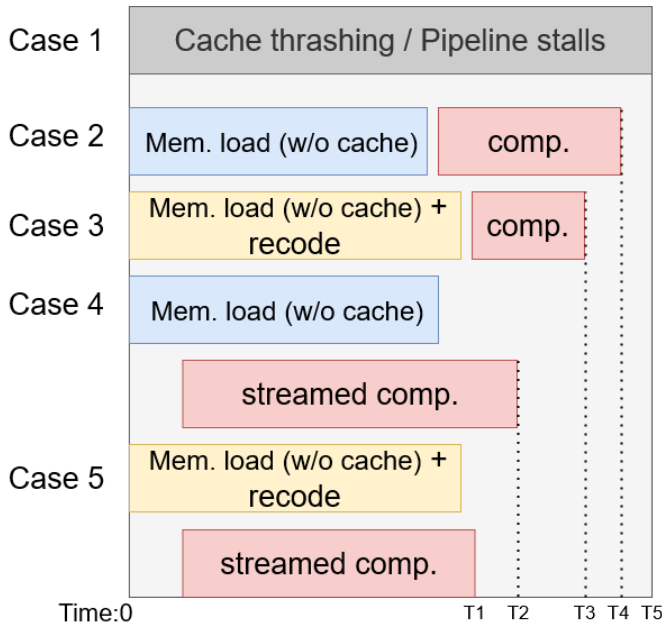 Case 1
Cache thrashing / Pipeline stalls
Case 2
Mem. load (w/o cache)
comp.
Case 3
Mem. load (w/o cache) +
recode
comp.
Case 4
Mem. load (w/o cache)
streamed comp.
Case 5
Mem. load (w/o cache) +
recode
streamed comp.
Time:0 T1 T2 T3 T4 T5